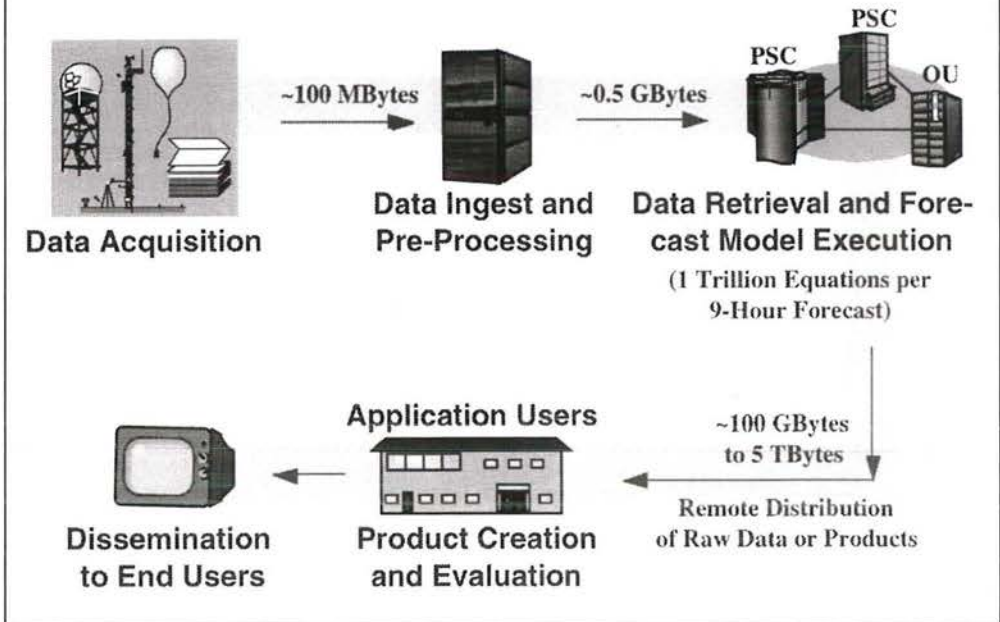 PSC
PSC
OU
~100 MBytes
~0.5 GBytes
Data Acquisition
Data Ingest and
Pre-Processing
Data Retrieval and Fore-
cast Model Execution
(1 Trillion Equations per
9-Hour Forecast)
~100 GBytes
to 5 TBytes
Remote Distribution
of Raw Data or Products
Application Users
Product Creation
and Evaluation
Dissemination
to End Users